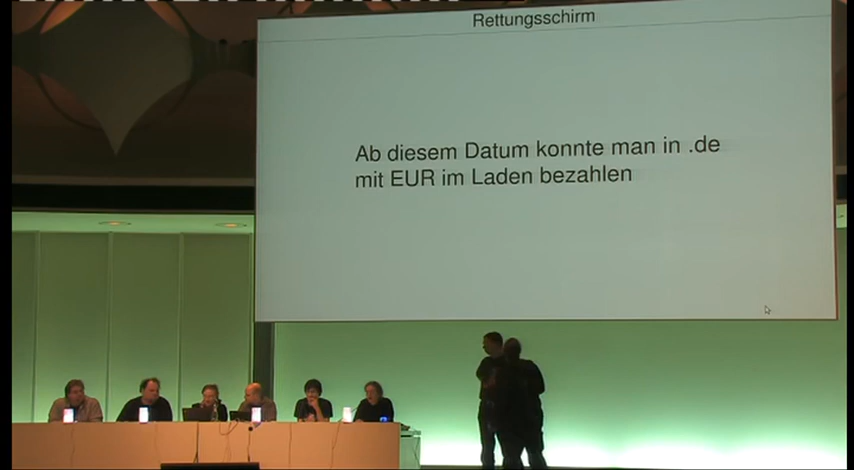 Rettungsschirm
Ab diesem Datum konnte man in .de
mit EUR im Laden bezahlen